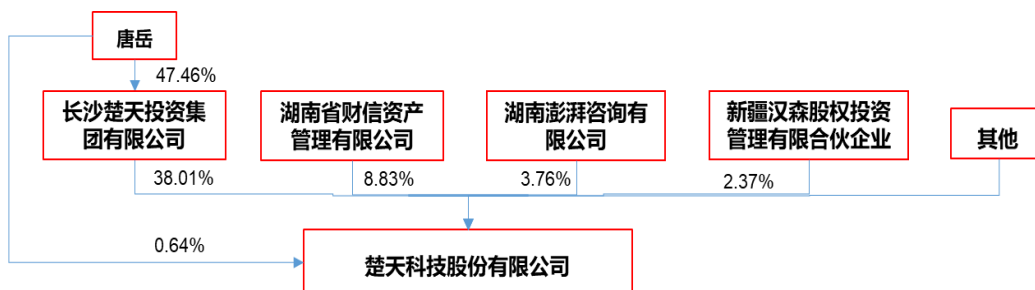 唐岳
47.46%
长沙楚天投资集
团有限公司
湖南省财信资产
管理有限公司
湖南澎湃咨询有
限公司
新疆汉森股权投资
管理有限合伙企业
其他
38.01%
8.83%
3.76%
2.37%
0.64%
楚天科技股份有限公司